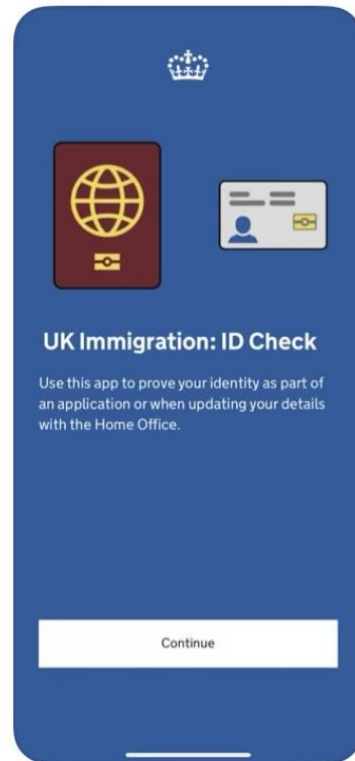 UK Immigration: ID Check
Use this app to prove your identity as part of
an application or when updating your details
with the Home Office.
Continue